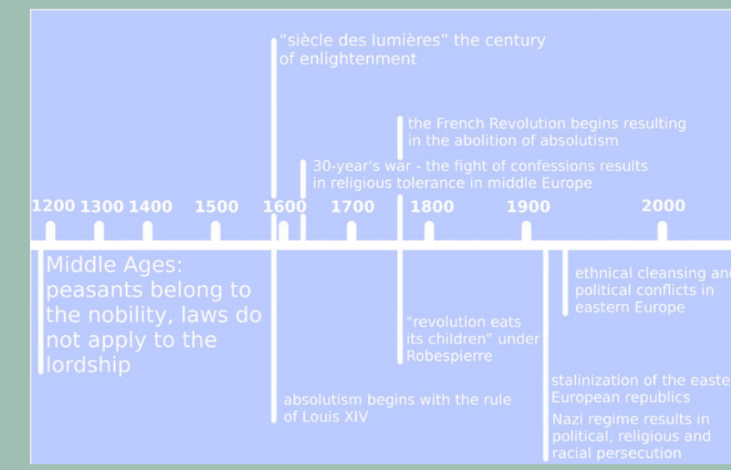 “siècle des lumières” the century
of enlightenment
the French Revolution begins resulting
in the abolition of absolutism
30-year's war - the fight of confessions results
in religious tolerance in middle Europe
1200 1300 1400 1500 1600 1700 1800 1900 2000
Middle Ages:
peasants belong to
the nobility, laws do
not apply to the
lordship
ethnical cleansing and
political conflicts in
eastern Europe
"revolution eats
its children" under
Robespierre
absolutism begins with the rule
of Louis XIV
stalinization of the easte
European republics
Nazi regime results in
political, religious and
racial persecution